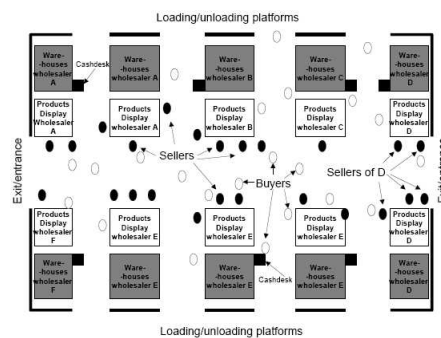 Loading/unloading platforms
Ware-
-houses
wholesaler
A
Cashdesk
Ware-
-houses
wholesaler A
Ware-
-houses
wholesaler
B
Ware-
-houses
wholesaler
C
Ware-
-houses
wholesaler
D
Products
Display
Wholesaler
A
Products
Display
wholesaler A
Products
Display
wholesaler B
Products
Display
wholesaler C
Products
Display
wholesaler
D
Exit/entrance
Sellers
Buyers
Sellers of D
Exit/entrance
Products
Display
wholesaler
F
Products
Display
wholesaler E
Products
Display
wholesaler E
Products
Display
wholesaler E
Products
Display
wholesaler
D
Ware-
-houses
wholesaler
F
Ware-
-houses
wholesaler E
Ware-
-houses
wholesaler E
Cashdesk
Ware-
-houses
wholesaler E
Ware-
-houses
wholesaler
D
Loading/unloading platforms